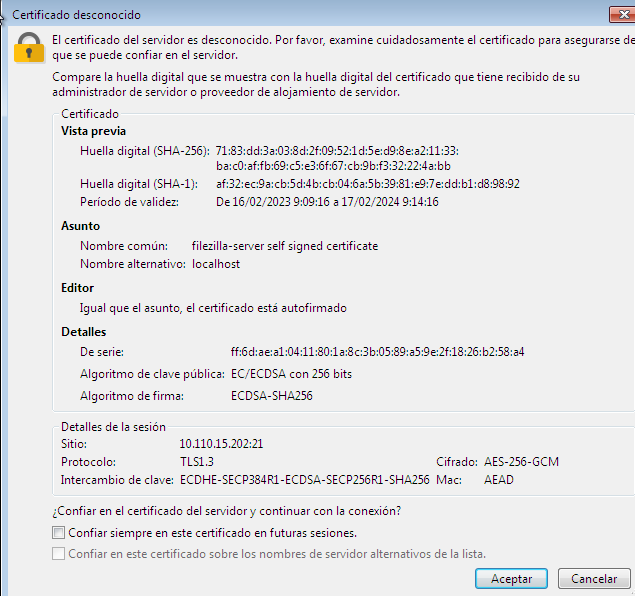 Certificado desconocido
El certificado del servidor es desconocido. Por favor, examine cuidadosamente el certificado para asegurarse de
que se puede confiar en el servidor.
Compare la huella digital que se muestra con la huella digital del certificado que tiene recibido de su
administrador de servidor o proveedor de alojamiento de servidor.
Certificado
Vista previa
Huella digital (SHA-256): 71:83:dd:3a:03:8d:2f:09:52:1d:5e:d9:8e:a2:11:33:
ba:c0:af:fb:69:c5:e3:6f:67:cb:9b:f3:32:22:4a:bb
Huella digital (SHA-1): af:32:ec:9a:cb:5d:4b:cb:04:6a:5b:39:81:e9:7e:dd:b1:d8:98:92
Período de validez: De 16/02/2023 9:09:16 a 17/02/2024 9:14:16
Asunto
Nombre común: filezilla-server self signed certificate
Nombre alternativo: localhost
Editor
Igual que el asunto, el certificado está autofirmado
Detalles
De serie: ff:6d:ae:a1:04:11:80:1a:8c:3b:05:89:a5:9e:2f:18:26:b2:58:a4
Algoritmo de clave pública: EC/ECDSA con 256 bits
Algoritmo de firma: ECDSA-SHA256
Detalles de la sesión
Sitio: 10.110.15.202:21
Protocolo: TLS1.3 Cifrado: AES-256-GCM
Intercambio de clave: ECDHE-SECP384R1-ECDSA-SECP256R1-SHA256 Mac: AEAD
¿Confiar en el certificado del servidor y continuar con la conexión?
Confiar siempre en este certificado en futuras sesiones.
Confiar en este certificado sobre los nombres de servidor alternativos de la lista.
Aceptar Cancelar